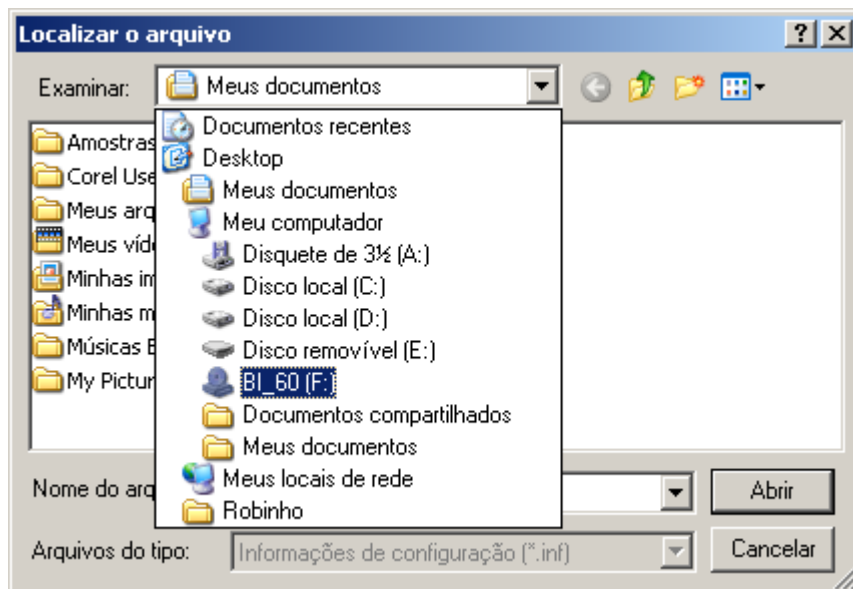 Localizar o arquivo
Examinar: Meus documentos
Documentos recentes
Amostras
Desktop
Corel Use
Meus documentos
Meus arq
Meu computador
Meus víd
Disquete de 3½ (A:)
Minhas im
Disco local (C:)
Minhas m
Disco local (D:)
Músicas E
Disco removível (E:)
My Pictur
BI_60 (F:)
Documentos compartilhados
Meus documentos
Nome do arq
Meus locais de rede
Abrir
Robinho
Arquivos do tipo: Informações de configuração (*.inf) Cancelar